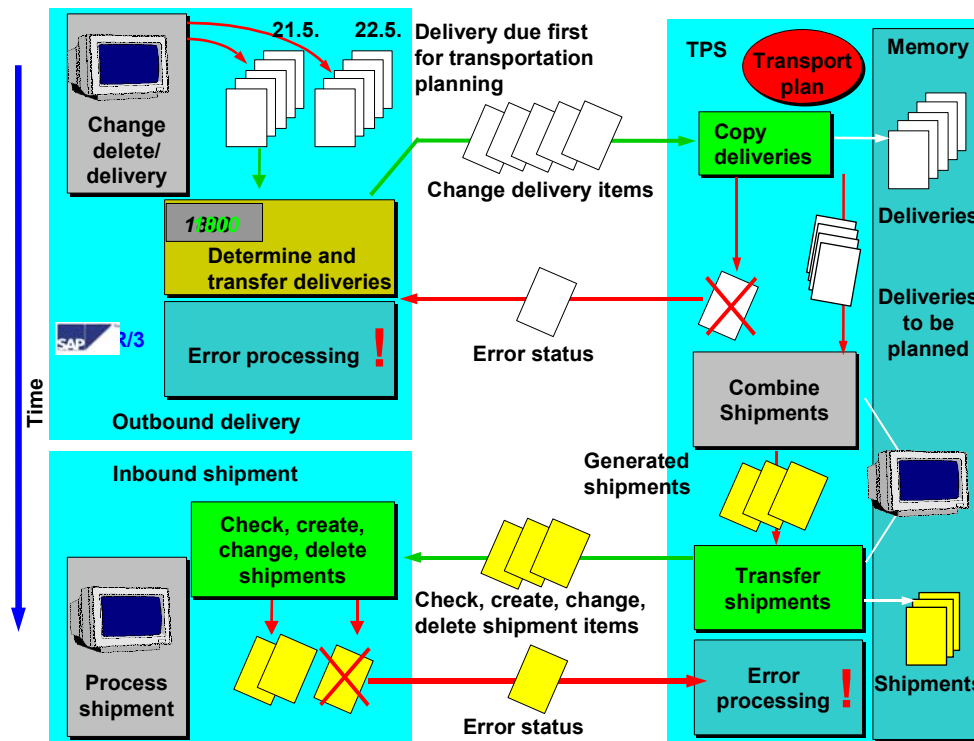 21.5.
22.5.
Delivery due first
for transportation
planning
TPS
Transport
plan
Memory
Change
delete/
delivery
Copy
deliveries
Change delivery items
Deliveries
Determine and
transfer deliveries
Deliveries
to be
planned
SAP
R/3
Error processing !
Error status
Combine
Shipments
Time
Outbound delivery
Inbound shipment
Generated
shipments
Check, create,
change, delete
shipments
Transfer
shipments
Check, create, change,
delete shipment items
Process
shipment
Error
processing !
Shipments
Error status